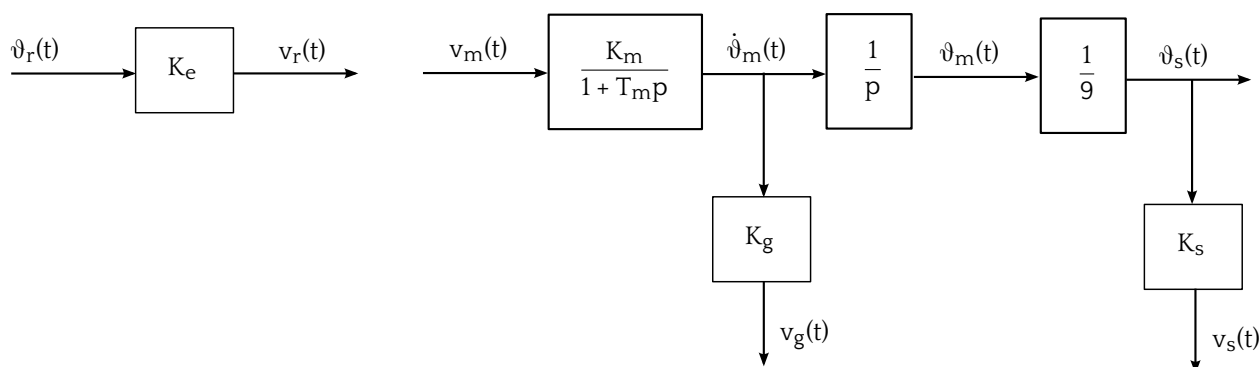 ϑr(t)
Ke
vr(t)
vm(t)
Km
1 + Tmp
ϑ̇m(t)
1
p
ϑm(t)
1
9
ϑs(t)
Kg
Ks
vg(t)
vs(t)